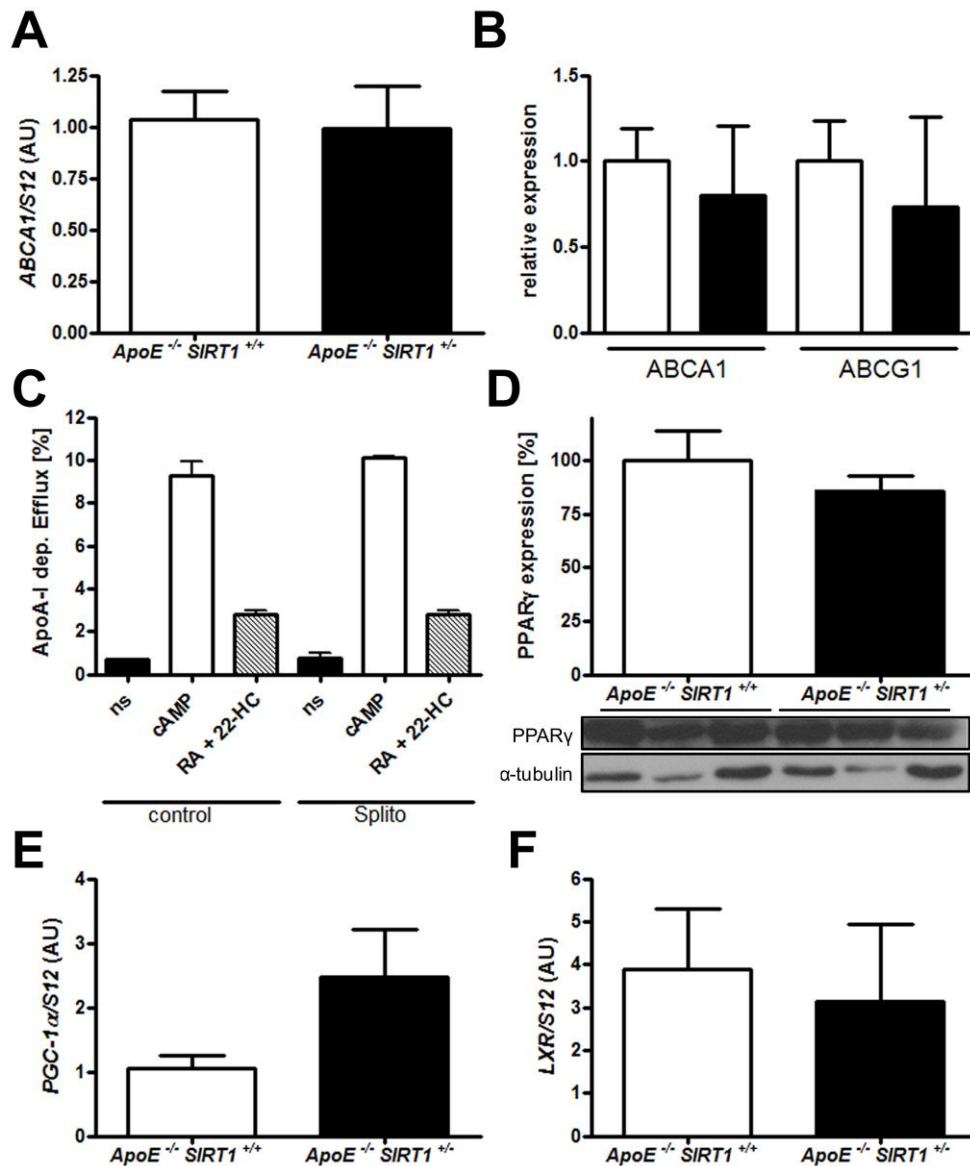 A
ABCA1/S12 (AU)
1.25
1.00
0.75
0.50
0.25
0.00
ApoE -/- SIRT1 +/+ ApoE -/- SIRT1 +/-
B
relative expression
1.5
1.0
0.5
0.0
ABCA1 ABCG1
C
ApoA-I dep. Efflux [%]
12
10
8
6
4
2
0
ns cAMP RA + 22-HC ns cAMP RA + 22-HC
control Splito
D
PPARγ expression [%]
100
75
50
25
0
ApoE -/- SIRT1 +/+ ApoE -/- SIRT1 +/-
PPARγ
α-tubulin
E
PGC-1α/S12 (AU)
4
3
2
1
0
ApoE -/- SIRT1 +/+ ApoE -/- SIRT1 +/-
F
LXR/S12 (AU)
6
5
4
3
2
1
0
ApoE -/- SIRT1 +/+ ApoE -/- SIRT1 +/-